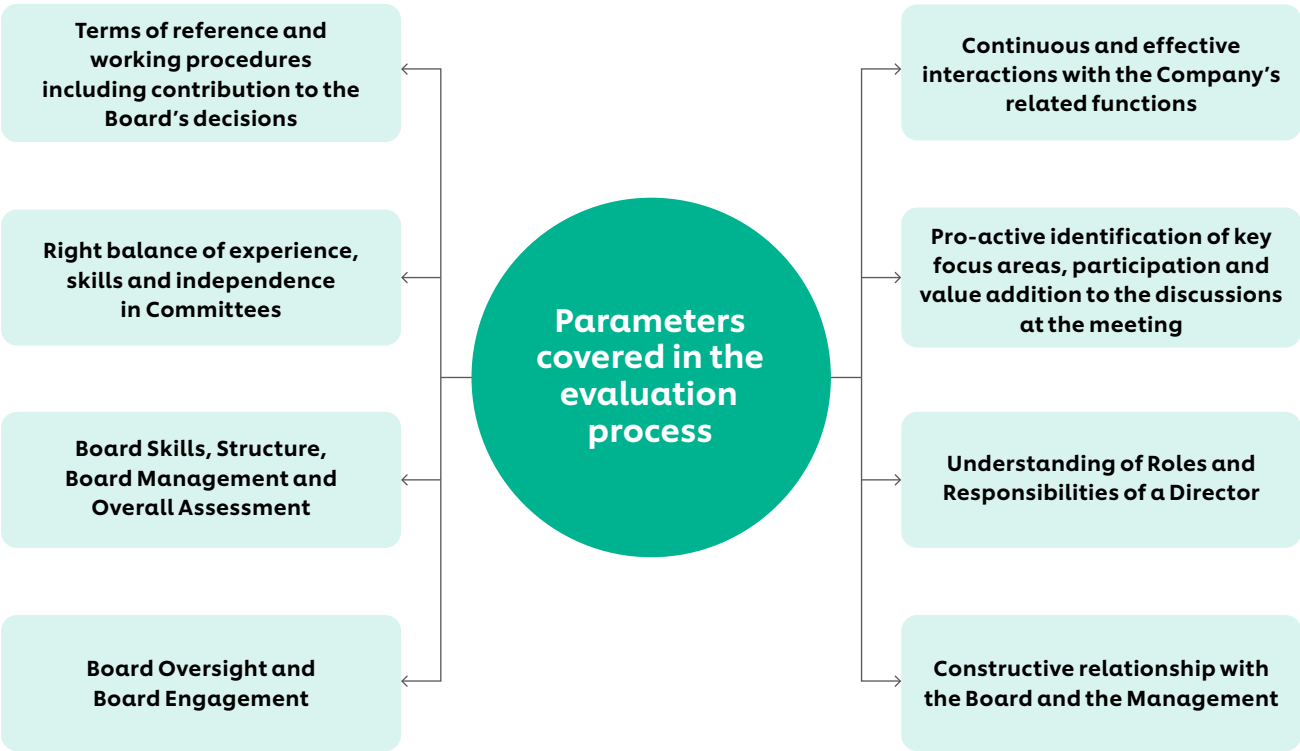 Terms of reference and
working procedures
including contribution to the
Board's decisions
Right balance of experience,
skills and independence
in Committees
Board Skills, Structure,
Board Management and
Overall Assessment
Board Oversight and
Board Engagement
Parameters
covered in the
evaluation
process
Continuous and effective
interactions with the Company's
related functions
Pro-active identification of key
focus areas, participation and
value addition to the discussions
at the meeting
Understanding of Roles and
Responsibilities of a Director
Constructive relationship with
the Board and the Management